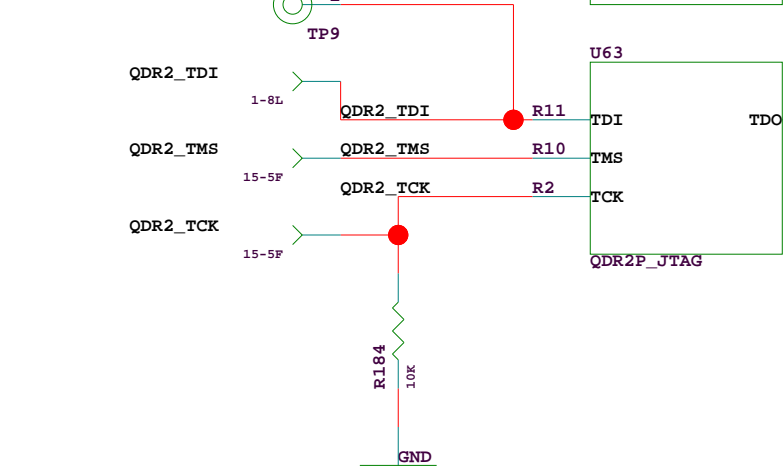 TP9
U63
QDR2_TDI
1-8L
QDR2_TDI
R11
TDI
TDO
QDR2_TMS
15-5F
QDR2_TMS
R10
TMS
QDR2_TCK
R2
TCK
QDR2_TCK
15-5F
QDR2P_JTAG
R184
10K
GND